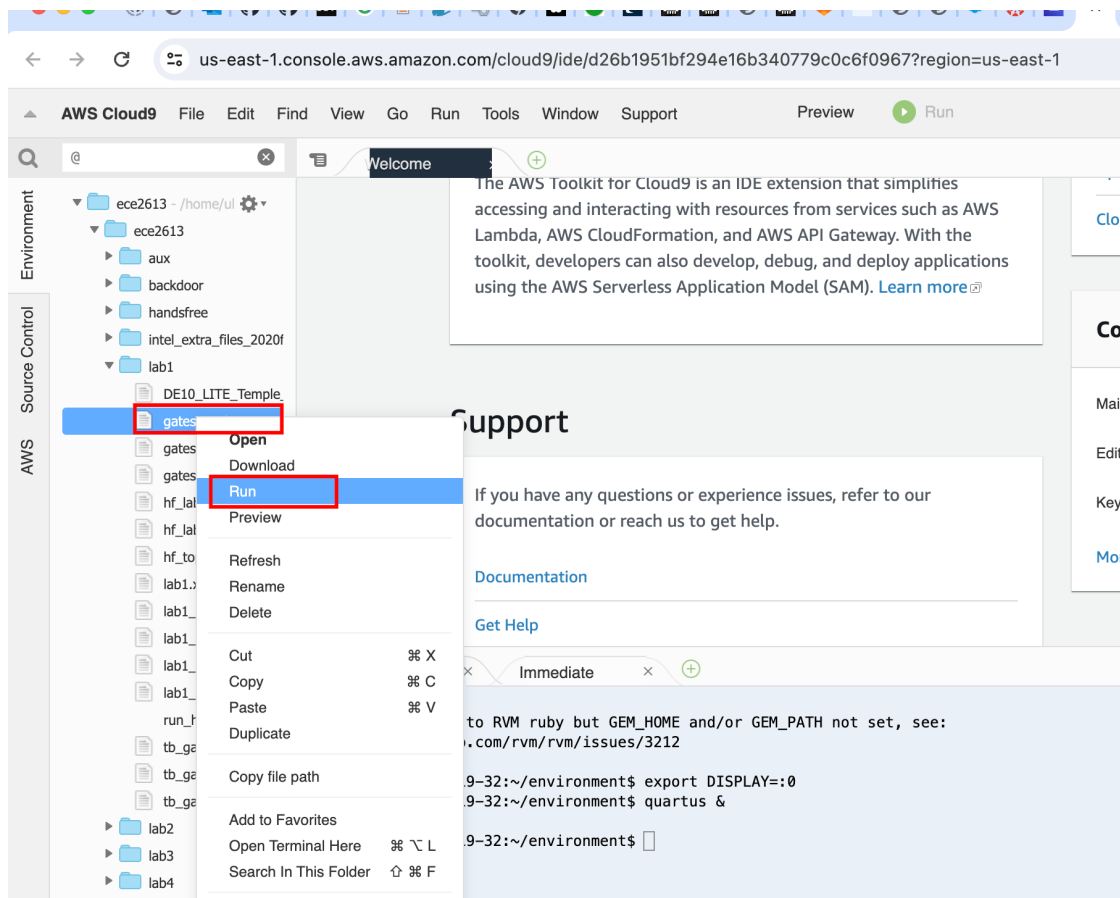 us-east-1.console.aws.amazon.com/cloud9/ide/d26b1951bf294e16b340779c0c6f0967?region=us-east-1
AWS Cloud9 File Edit Find View Go Run Tools Window Support Preview Run
@
Welcome
Environment
Source Control
AWS
ece2613 - /home/ul
ece2613
aux
backdoor
handsfree
intel_extra_files_2020f
lab1
DE10_LITE_Temple_
gates
gates
gates
hf_lal
hf_lal
hf_to
lab1.
lab1_
lab1_
lab1_
lab1_
run_h
tb_ga
tb_ga
tb_ga
lab2
lab3
lab4
Open
Download
Run
Preview
Refresh
Rename
Delete
Cut ⌘ X
Copy ⌘ C
Paste ⌘ V
Duplicate
Copy file path
Add to Favorites
Open Terminal Here ⌘ ⌥ L
Search In This Folder ⇧ ⌘ F
The AWS Toolkit for Cloud9 is an IDE extension that simplifies
accessing and interacting with resources from services such as AWS
Lambda, AWS CloudFormation, and AWS API Gateway. With the
toolkit, developers can also develop, debug, and deploy applications
using the AWS Serverless Application Model (SAM). Learn more
Support
If you have any questions or experience issues, refer to our
documentation or reach us to get help.
Documentation
Get Help
Clo
Co
Mai
Edit
Key
Mo
Immediate
to RVM ruby but GEM_HOME and/or GEM_PATH not set, see:
.com/rvm/rvm/issues/3212
9-32:~/environment$ export DISPLAY=:0
9-32:~/environment$ quartus &
9-32:~/environment$